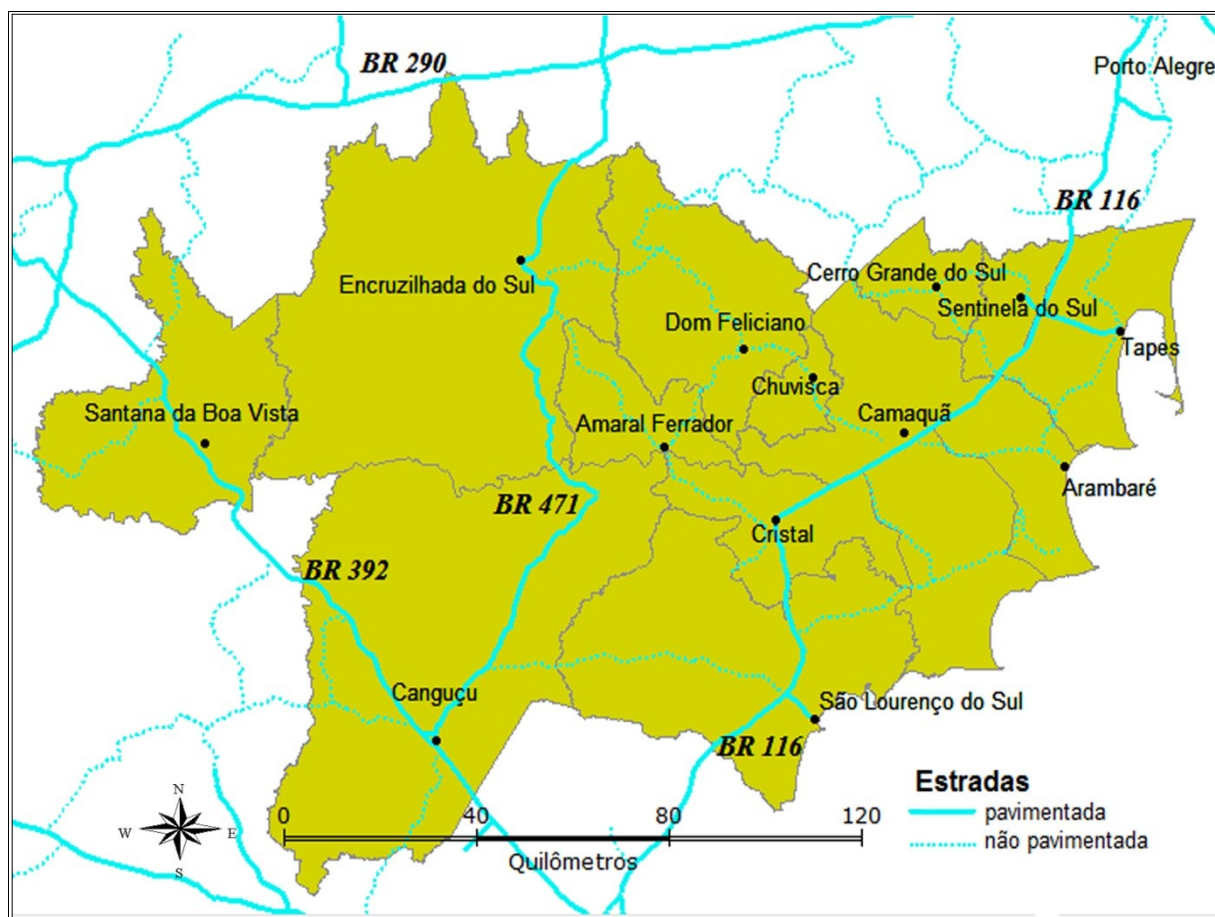 BR 290
Porto Alegre
BR 116
Encruzilhada do Sul
Cerro Grande do Sul
Sentinela do Sul
Dom Feliciano
Tapes
Chuvisca
Santana da Boa Vista
Amaral Ferrador
Camaquã
Arambaré
BR 471
Cristal
BR 392
Canguçu
São Lourenço do Sul
BR 116
Estradas
pavimentada
não pavimentada
N
W E
S
0 40 80 120
Quilômetros